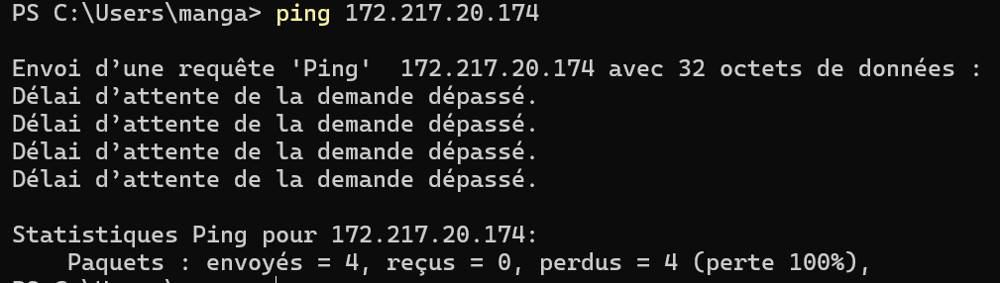 PS C:\Users\manga> ping 172.217.20.174
Envoi d’une requête 'Ping'  172.217.20.174 avec 32 octets de données :
Délai d’attente de la demande dépassé.
Délai d’attente de la demande dépassé.
Délai d’attente de la demande dépassé.
Délai d’attente de la demande dépassé.
Statistiques Ping pour 172.217.20.174:
    Paquets : envoyés = 4, reçus = 0, perdus = 4 (perte 100%),